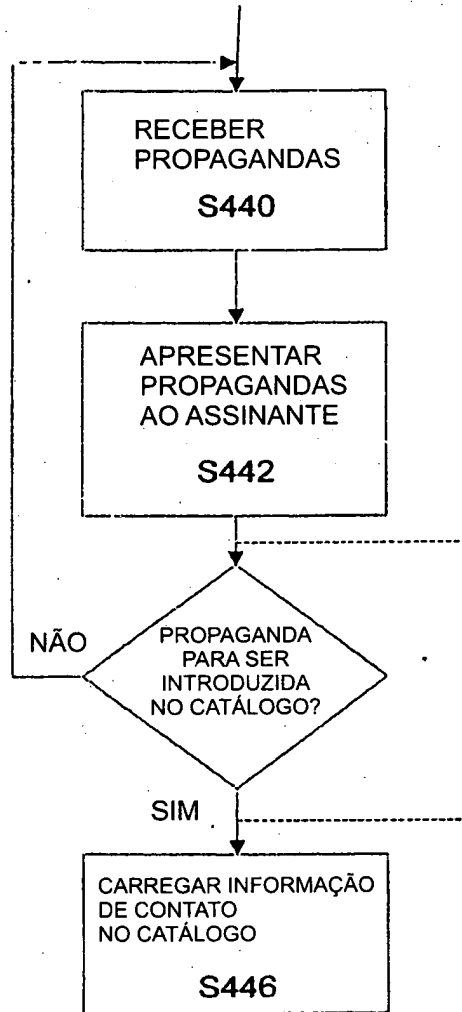 RECEBER
PROPAGANDAS
S440
APRESENTAR
PROPAGANDAS
AO ASSINANTE
S442
NÃO
PROPAGANDA
PARA SER
INTRODUZIDA
NO CATÁLOGO?
SIM
CARREGAR INFORMAÇÃO
DE CONTATO
NO CATÁLOGO
S446